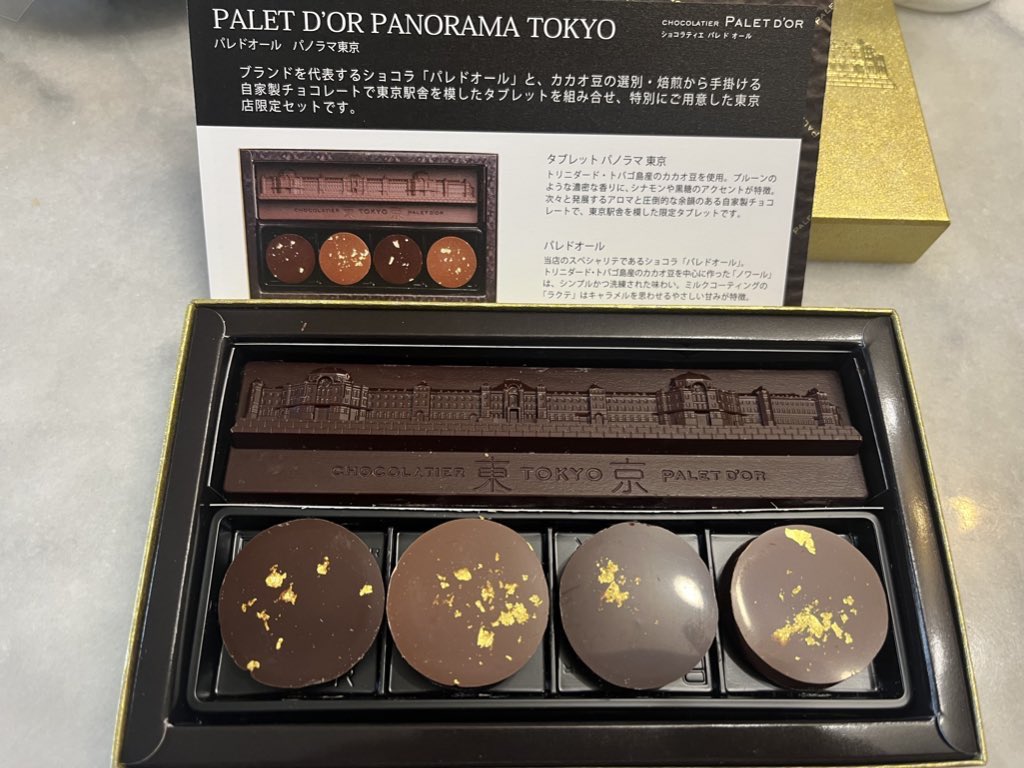 PALET D'OR PANORAMA TOKYO
パレドオール パノラマ東京
CHOCOLATIER PALET D'OR
ショコラティエ パレ ド オール
ブランドを代表するショコラ「パレドオール」と、カカオ豆の選別・焙煎から手掛ける
自家製チョコレートで東京駅舎を模したタブレットを組み合せ、特別にご用意した東京
店限定セットです。
CHOCOLATIER 東 TOKYO 京 PALET D'OR
タブレット パノラマ 東京
トリニダード・トバゴ島産のカカオ豆を使用。プルーンの
ような濃密な香りに、シナモンや黒糖のアクセントが特徴。
次々と発展するアロマと圧倒的な余韻のある自家製チョコ
レートで、東京駅舎を模した限定タブレットです。
パレドオール
当店のスペシャリテであるショコラ「パレドオール」。
トリニダード・トバゴ島産のカカオ豆を中心に作った「ノワール」
は、シンプルかつ洗練された味わい。ミルクコーティングの
「ラクテ」はキャラメルを思わせるやさしい甘みが特徴。
CHOCOLATIER 東 TOKYO 京 PALET D'OR